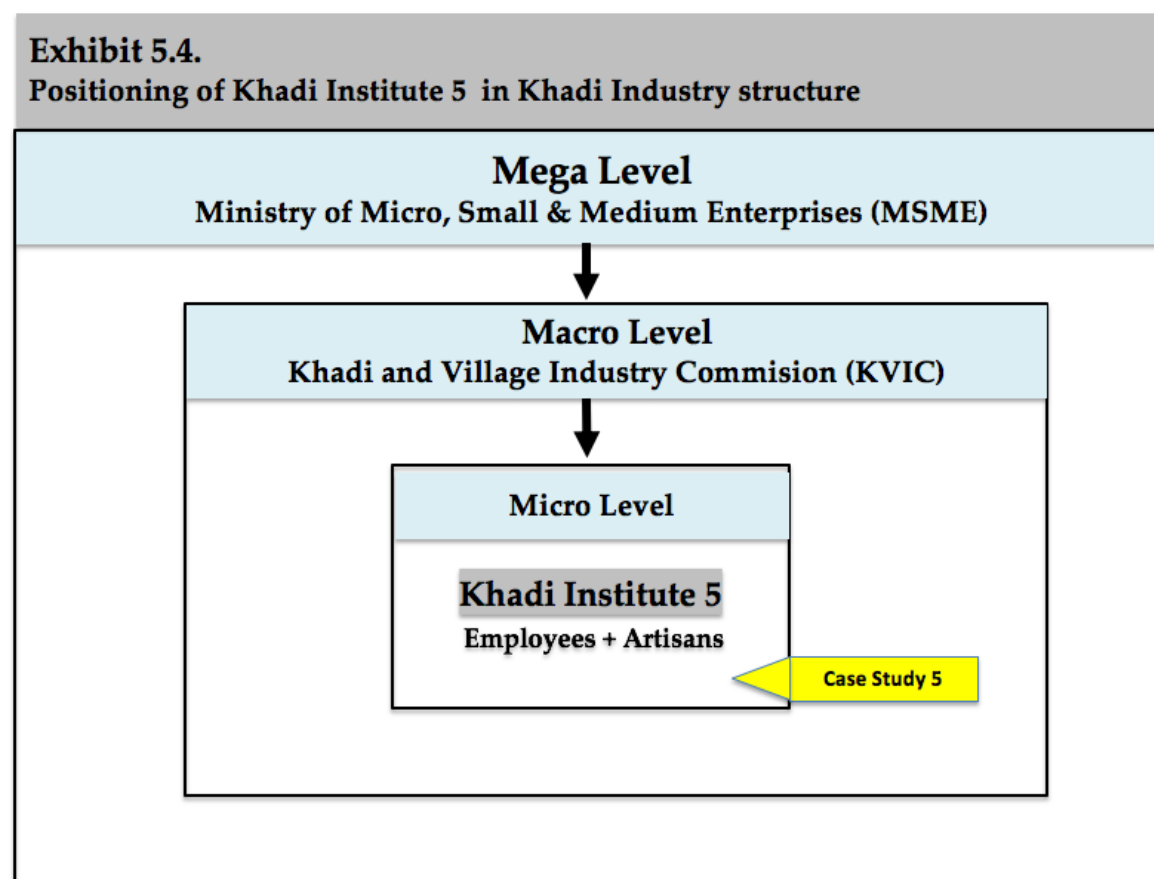 Exhibit 5.4.
Positioning of Khadi Institute 5 in Khadi Industry structure
Mega Level
Ministry of Micro, Small & Medium Enterprises (MSME)
Macro Level
Khadi and Village Industry Commision (KVIC)
Micro Level
Khadi Institute 5
Employees + Artisans
Case Study 5